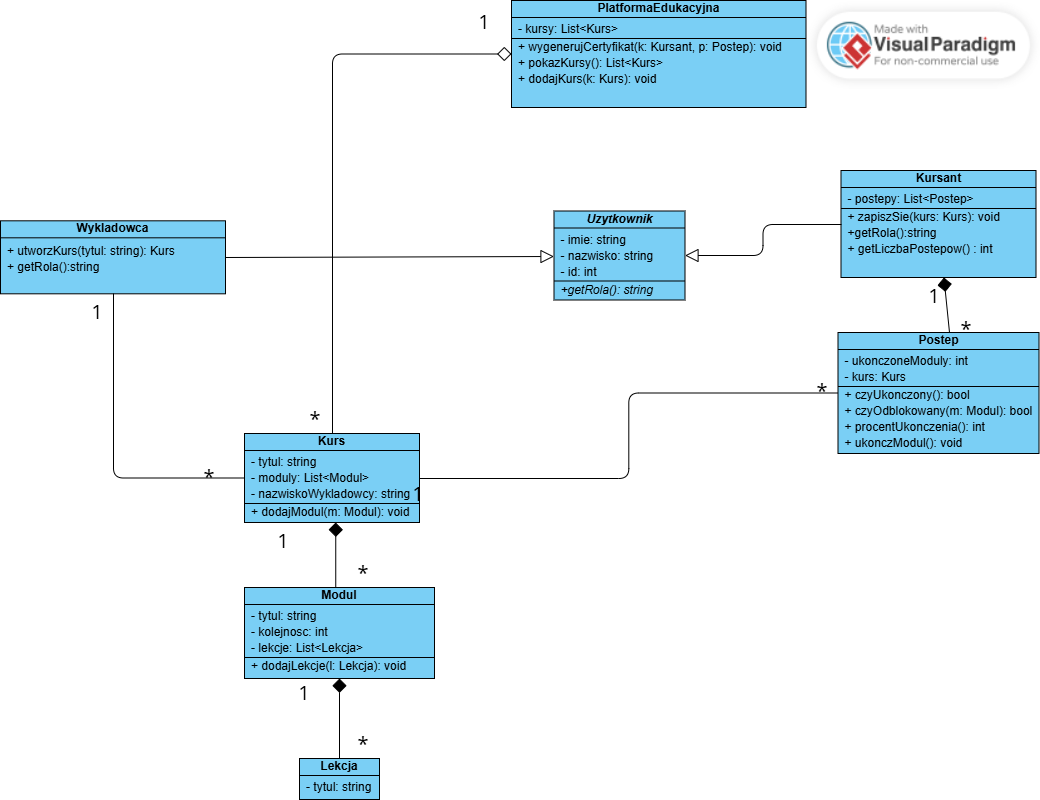 PlatformaEdukacyjna
- kursy: List<Kurs>
+ wygenerujCertyfikat(k: Kursant, p: Postep): void
+ pokazKursy(): List<Kurs>
+ dodajKurs(k: Kurs): void
1
Made with
Visual Paradigm
For non-commercial use
Kursant
- postepy: List<Postep>
+ zapiszSie(kurs: Kurs): void
+getRola():string
+ getLiczbaPostepow() : int
1
*
Wykladowca
+ utworzKurs(tytul: string): Kurs
+ getRola():string
1
*
Uzytkownik
- imie: string
- nazwisko: string
- id: int
+getRola(): string
Postep
- ukonczoneModuly: int
- kurs: Kurs
+ czyUkonczony(): bool
+ czyOdblokowany(m: Modul): bool
+ procentUkonczenia(): int
+ ukonczModul(): void
*
*
Kurs
- tytul: string
- moduly: List<Modul>
- nazwiskoWykladowcy: string
1
+ dodajModul(m: Modul): void
1
*
Modul
- tytul: string
- kolejnosc: int
- lekcje: List<Lekcja>
+ dodajLekcje(l: Lekcja): void
1
*
Lekcja
- tytul: string